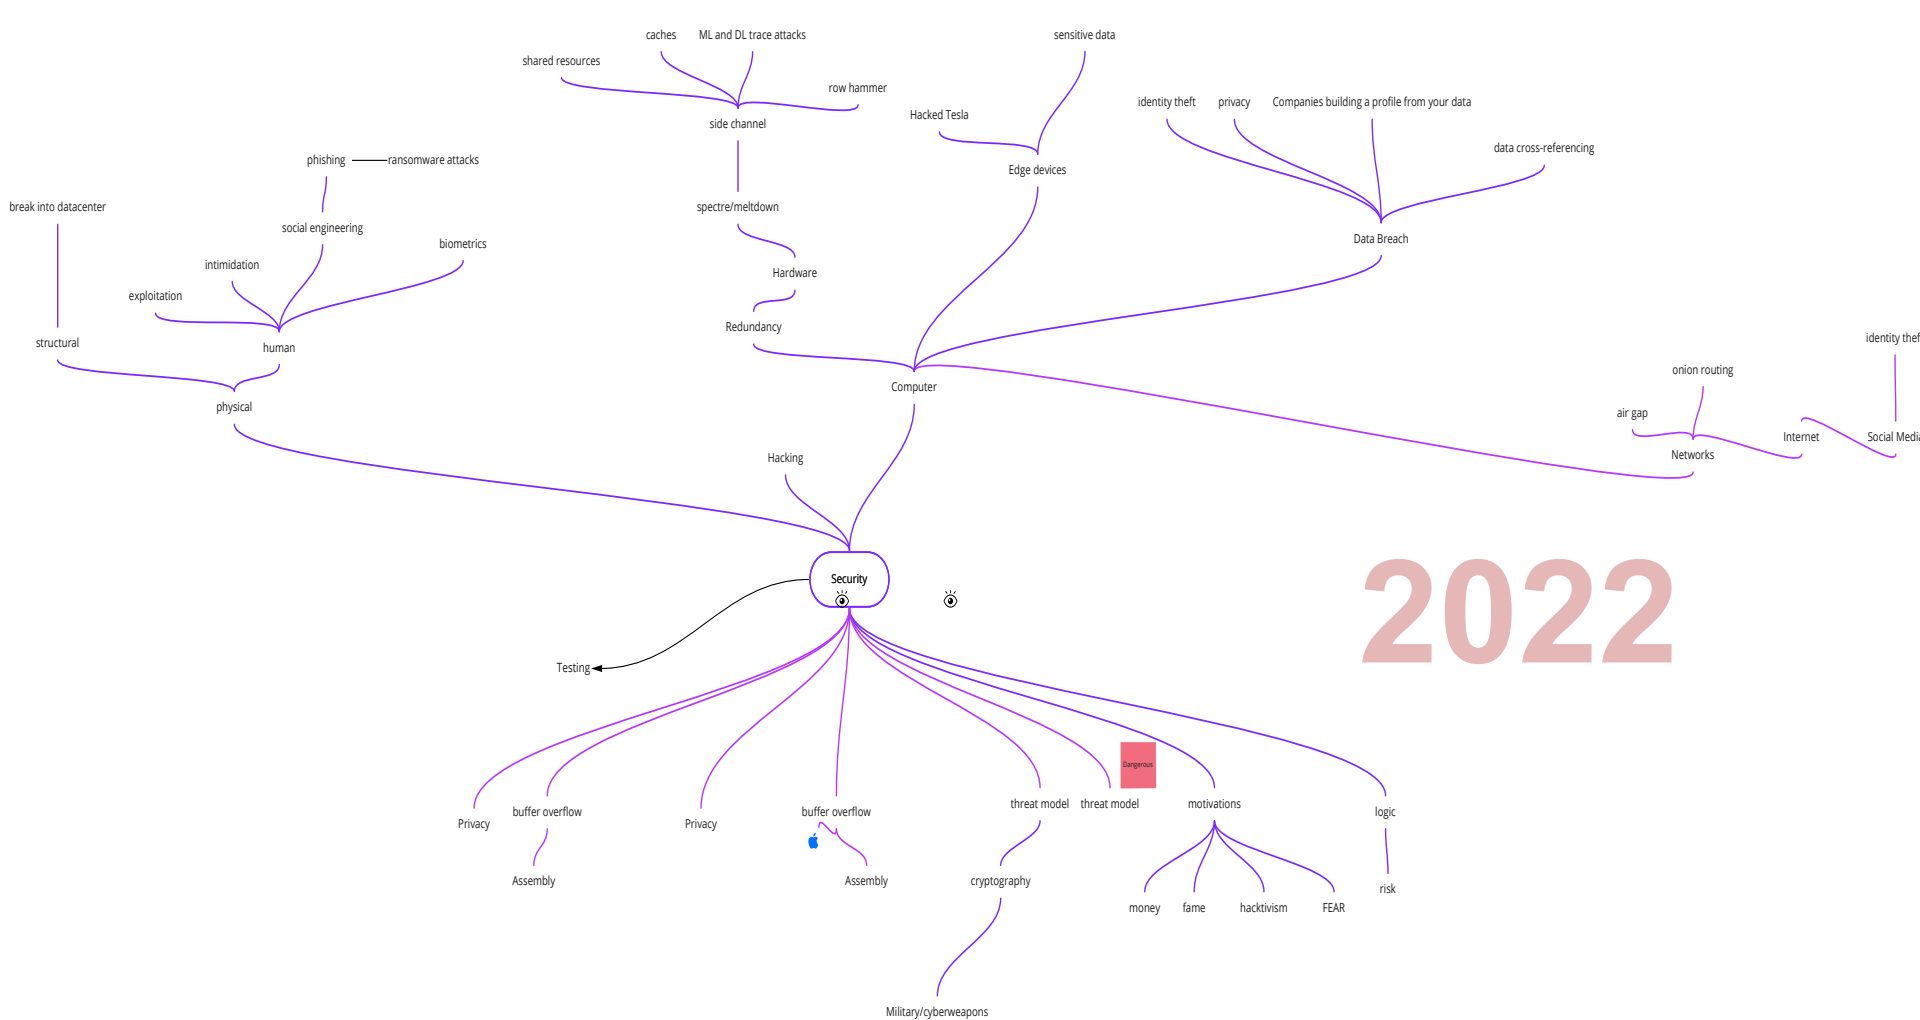 caches
ML and DL trace attacks
sensitive data
shared resources
row hammer
identity theft
privacy
Companies building a profile from your data
Hacked Tesla
side channel
data cross-referencing
phishing
ransomware attacks
Edge devices
break into datacenter
spectre/meltdown
social engineering
biometrics
Data Breach
intimidation
Hardware
exploitation
Redundancy
structural
human
identity thef
onion routing
Computer
physical
air gap
Internet
Social Media
Networks
Hacking
Security
2022
Testing
Dangerous
Privacy
buffer overflow
Privacy
buffer overflow
threat model
threat model
motivations
logic
Assembly
Assembly
cryptography
risk
money
fame
hacktivism
FEAR
Military/cyberweapons